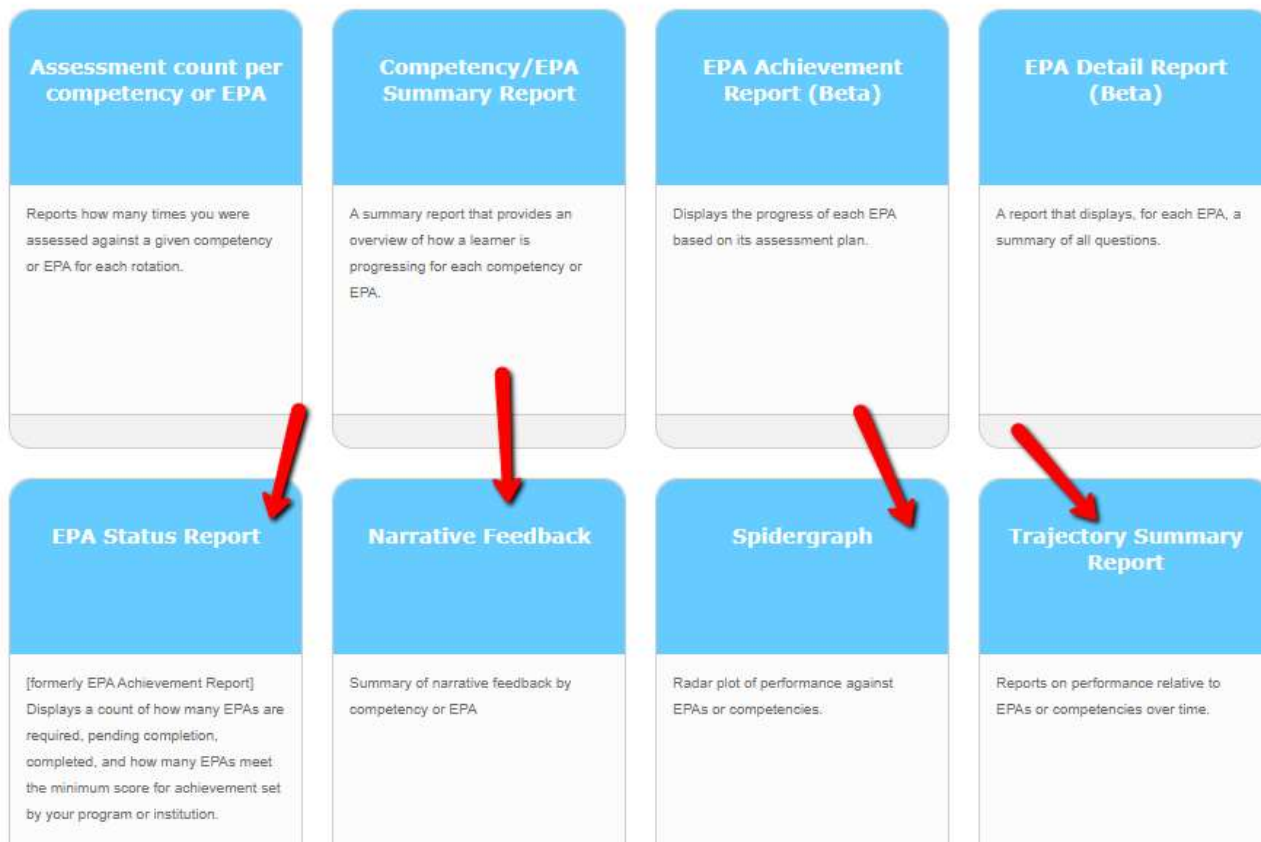 Assessment count per
competency or EPA
Reports how many times you were
assessed against a given competency
or EPA for each rotation.
Competency/EPA
Summary Report
A summary report that provides an
overview of how a learner is
progressing for each competency or
EPA.
EPA Achievement
Report (Beta)
Displays the progress of each EPA
based on its assessment plan.
EPA Detail Report
(Beta)
A report that displays, for each EPA, a
summary of all questions.
EPA Status Report
[formerly EPA Achievement Report]
Displays a count of how many EPAs are
required, pending completion,
completed, and how many EPAs meet
the minimum score for achievement set
by your program or institution.
Narrative Feedback
Summary of narrative feedback by
competency or EPA
Spidergraph
Radar plot of performance against
EPAs or competencies.
Trajectory Summary
Report
Reports on performance relative to
EPAs or competencies over time.